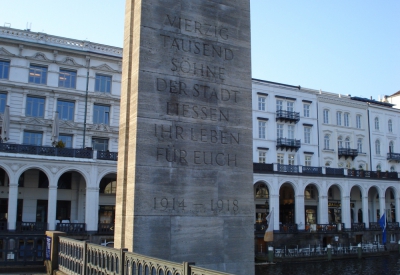 VIERZIG
TAUSEND
SÖHNE
DER STADT
LIESSEN
IHR LEBEN
FÜR EUCH
1914 – 1918